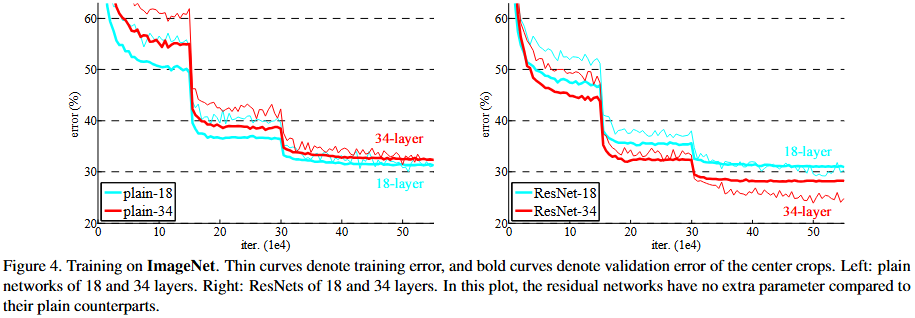 60
50
40
30
20
error (%)
34-layer
18-layer
plain-18
plain-34
0
10
20
30
40
50
iter. (1e4)
60
50
40
30
20
error (%)
18-layer
34-layer
ResNet-18
ResNet-34
0
10
20
30
40
50
iter. (1e4)
Figure 4. Training on ImageNet. Thin curves denote training error, and bold curves denote validation error of the center crops. Left: plain
networks of 18 and 34 layers. Right: ResNets of 18 and 34 layers. In this plot, the residual networks have no extra parameter compared to
their plain counterparts.